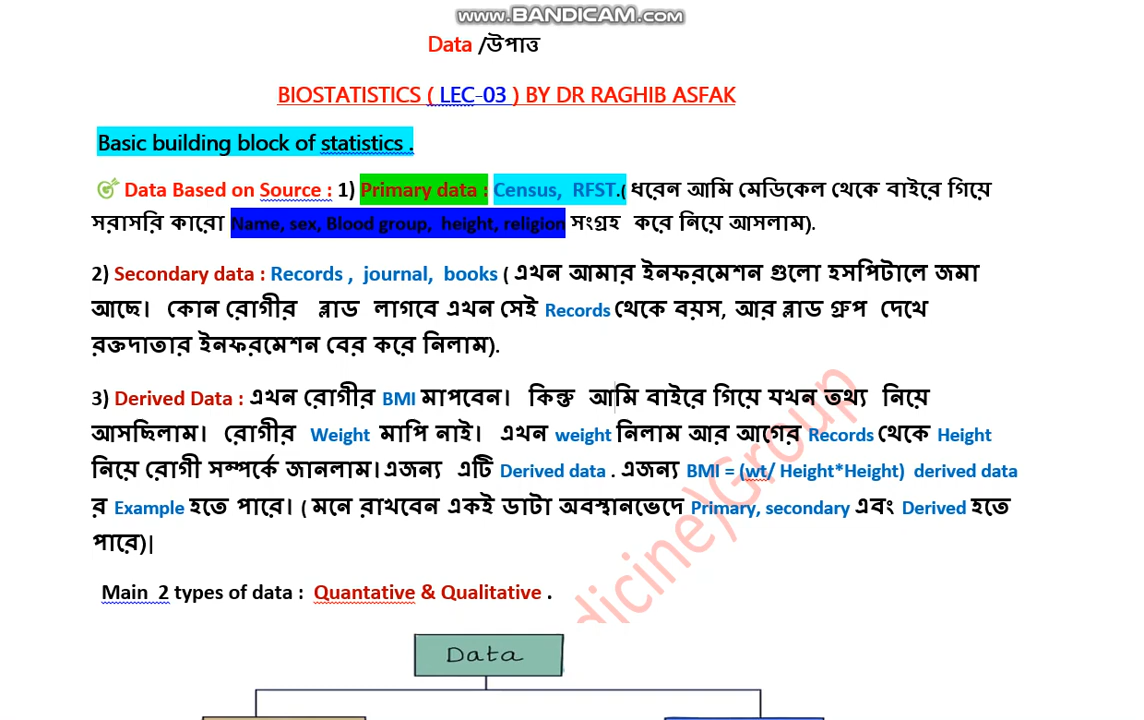 www.BANDICAM.com
Data /উপাত্ত
BIOSTATISTICS ( LEC-03 ) BY DR RAGHIB ASFAK
Basic building block of statistics .
Data Based on Source : 1) Primary data : Census, RFST.( ধরেন আমি মেডিকেল থেকে বাইরে গিয়ে
সরাসরি কারো Name, sex, Blood group, height, religion সংগ্রহ করে নিয়ে আসলাম).
2) Secondary data : Records , journal, books ( এখন আমার ইনফরমেশন গুলো হসপিটালে জমা
আছে। কোন রোগীর ব্লাড লাগবে এখন সেই Records থেকে বয়স, আর ব্লাড গ্রুপ দেখে
রক্তদাতার ইনফরমেশন বের করে নিলাম).
3) Derived Data : এখন রোগীর BMI মাপবেন। কিন্তু আমি বাইরে গিয়ে যখন তথ্য নিয়ে
আসছিলাম। রোগীর Weight মাপি নাই। এখন weight নিলাম আর আগের Records থেকে Height
নিয়ে রোগী সম্পর্কে জানলাম। এজন্য এটি Derived data . এজন্য BMI = (wt/ Height*Height) derived data
র Example হতে পারে। ( মনে রাখবেন একই ডাটা অবস্থানভেদে Primary, secondary এবং Derived হতে
পারে)|
Main 2 types of data : Quantative & Qualitative .
dicine)Group
Data